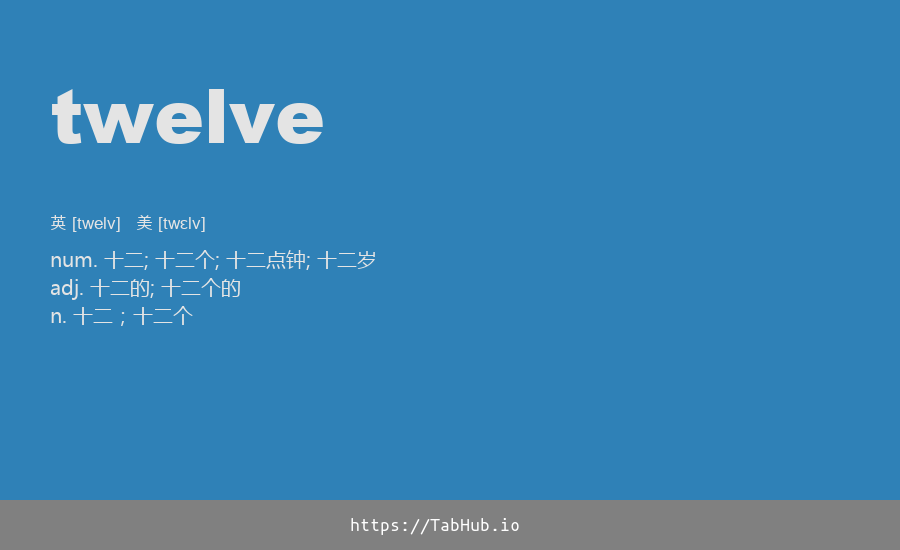 twelve
英 [twelv] 美 [twɛlv]
num. 十二; 十二个; 十二点钟; 十二岁
adj. 十二的; 十二个的
n. 十二；十二个
https://TabHub.io